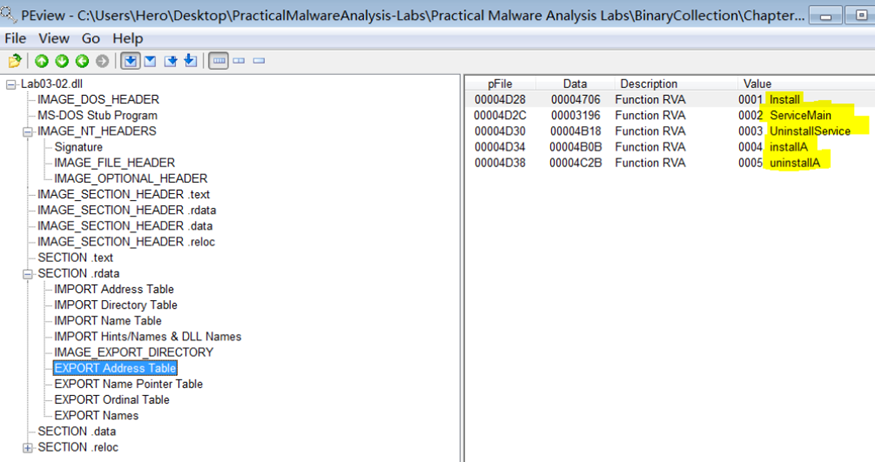 PEview - C:\Users\Hero\Desktop\PracticalMalwareAnalysis-Labs\Practical Malware Analysis Labs\BinaryCollection\Chapter...
File View Go Help
Lab03-02.dll
IMAGE_DOS_HEADER
MS-DOS Stub Program
IMAGE_NT_HEADERS
Signature
IMAGE_FILE_HEADER
IMAGE_OPTIONAL_HEADER
IMAGE_SECTION_HEADER .text
IMAGE_SECTION_HEADER .rdata
IMAGE_SECTION_HEADER .data
IMAGE_SECTION_HEADER .reloc
SECTION .text
SECTION .rdata
IMPORT Address Table
IMPORT Directory Table
IMPORT Name Table
IMPORT Hints/Names & DLL Names
IMAGE_EXPORT_DIRECTORY
EXPORT Address Table
EXPORT Name Pointer Table
EXPORT Ordinal Table
EXPORT Names
SECTION .data
SECTION .reloc
pFile Data Description Value
00004D28 00004706 Function RVA 0001 Install
00004D2C 00003196 Function RVA 0002 ServiceMain
00004D30 00004B18 Function RVA 0003 UninstallService
00004D34 00004B0B Function RVA 0004 installA
00004D38 00004C2B Function RVA 0005 uninstallA